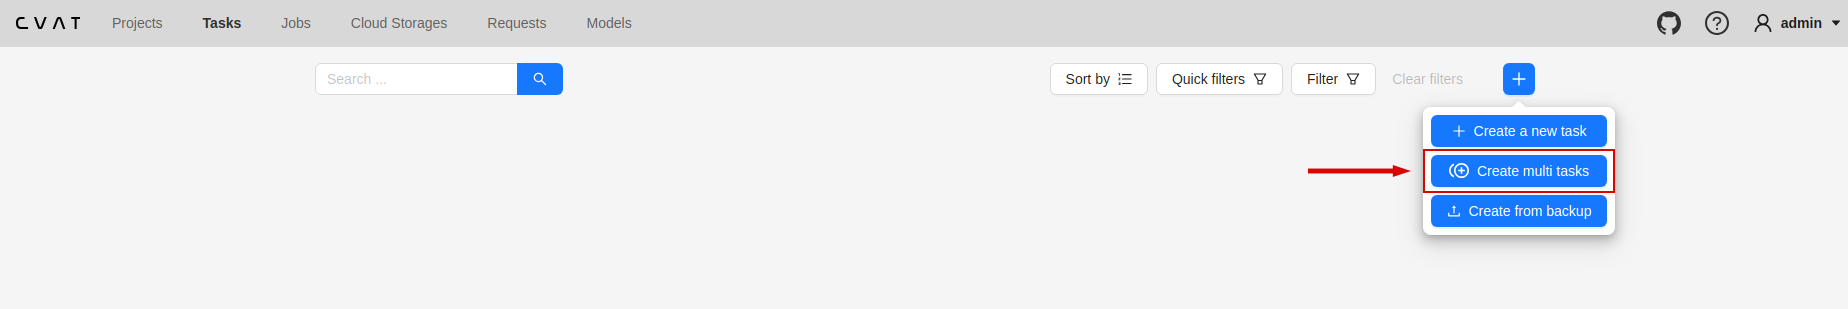 CVAT Projects Tasks Jobs Cloud Storages Requests Models admin
Search ... Sort by Quick filters Filter Clear filters
Create a new task
Create multi tasks
Create from backup